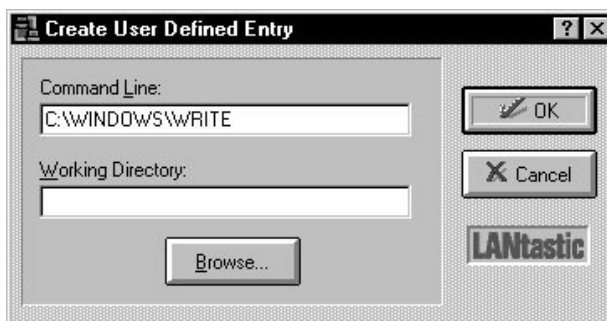 Create User Defined Entry
Command Line:
C:\WINDOWS\WRITE
OK
Working Directory:
Cancel
Browse...
LANtastic